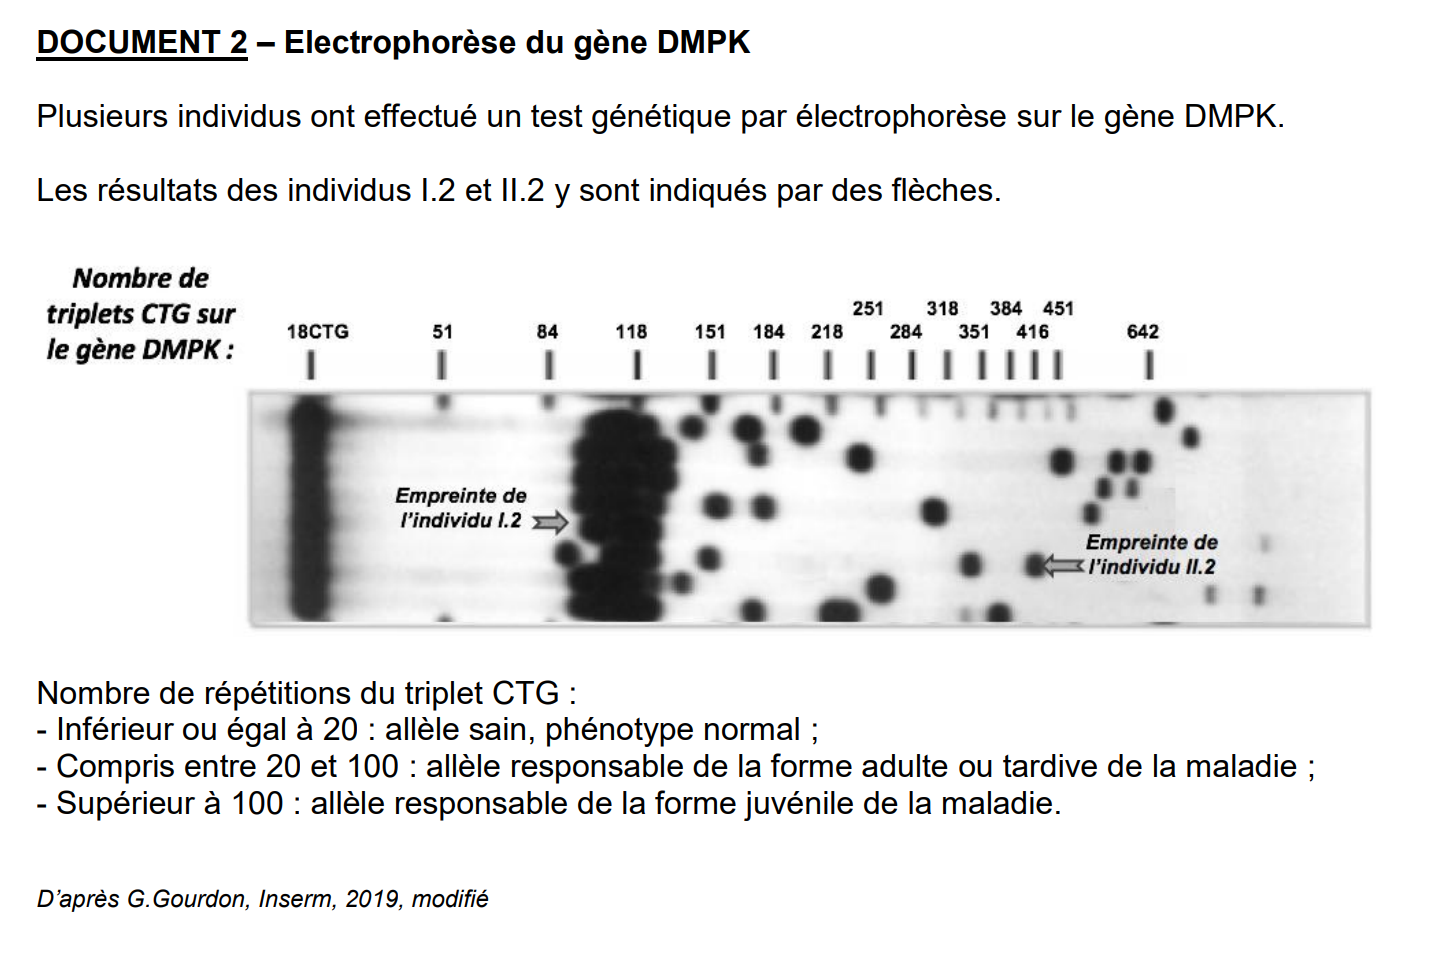 DOCUMENT 2 – Electrophorèse du gène DMPK
Plusieurs individus ont effectué un test génétique par électrophorèse sur le gène DMPK.
Les résultats des individus I.2 et II.2 y sont indiqués par des flèches.
Nombre de
triplets CTG sur
le gène DMPK :
251 318 384 451
18CTG 51 84 118 151 184 218 284 351 416 642
Empreinte de
l'individu I.2
Empreinte de
l'individu II.2
Nombre de répétitions du triplet CTG :
- Inférieur ou égal à 20 : allèle sain, phénotype normal ;
- Compris entre 20 et 100 : allèle responsable de la forme adulte ou tardive de la maladie ;
- Supérieur à 100 : allèle responsable de la forme juvénile de la maladie.
D'après G.Gourdon, Inserm, 2019, modifié